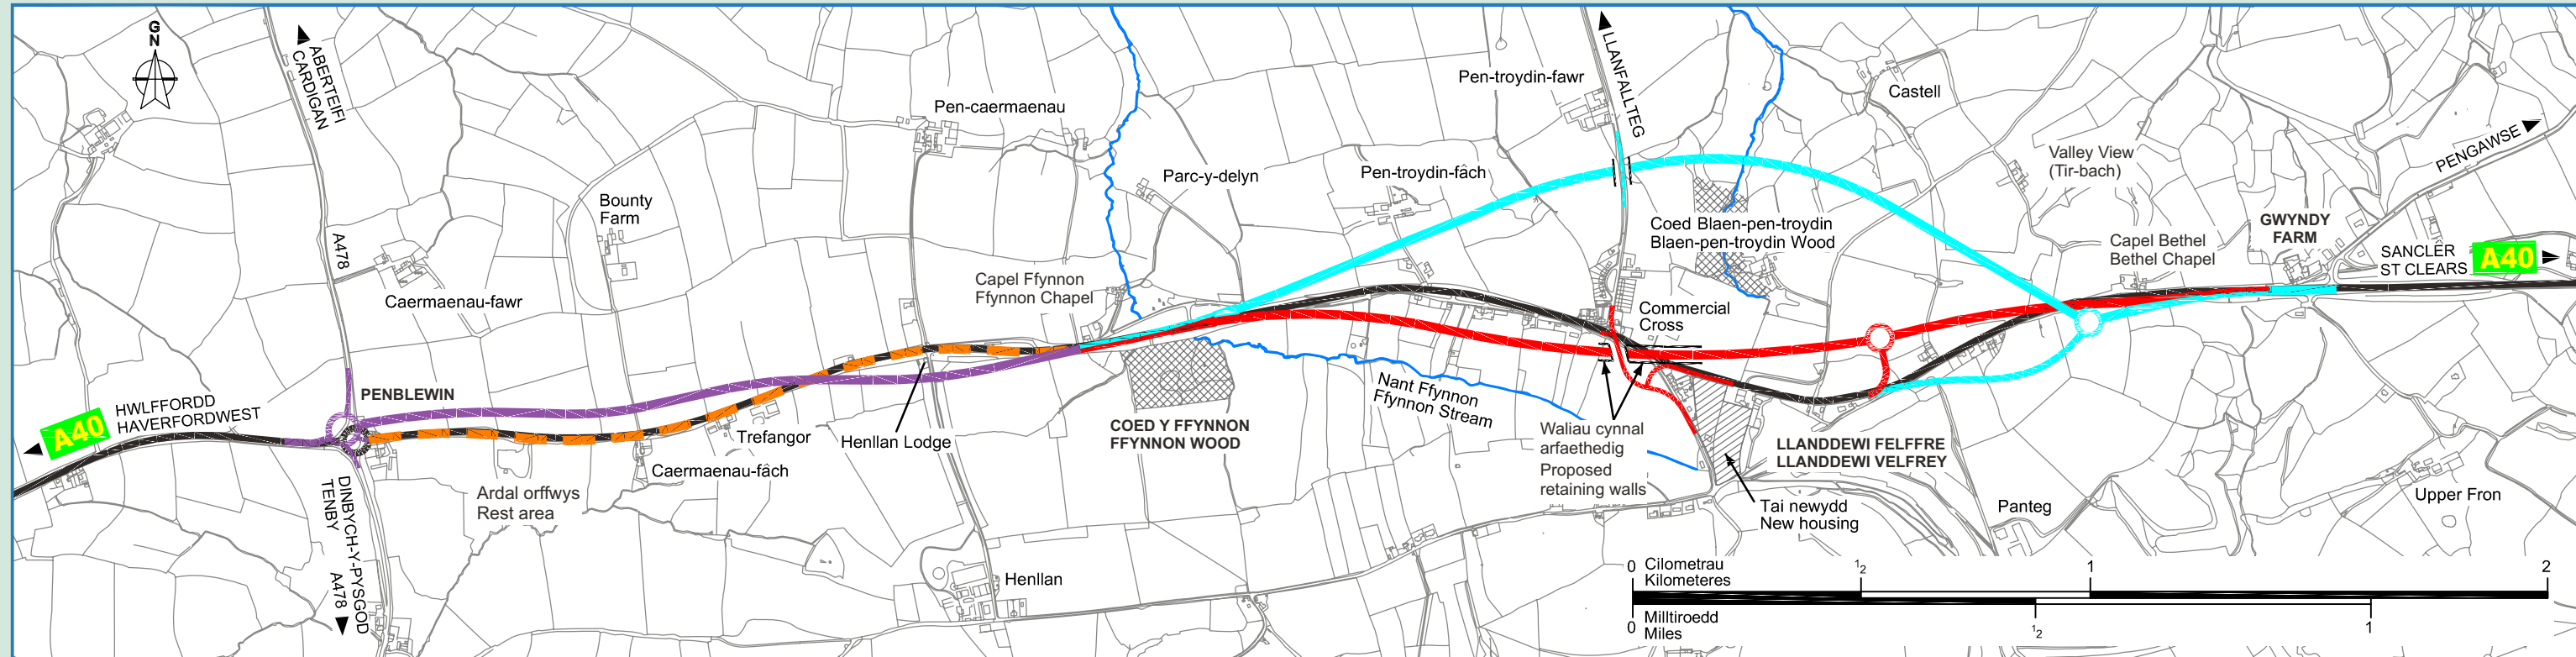 G
N
ABERTEIFI
CARDIGAN
A478
Caermaenau-fawr
Bounty
Farm
Pen-caermaenau
Parc-y-delyn
Capel Ffynnon
Ffynnon Chapel
PENBLEWIN
HWLFFORDD
HAVERFORDWEST
A40
DINBYCH-Y-PYSGOD
TENBY
A478
Ardal orffwys
Rest area
Caermaenau-fâch
Trefangor
Henllan Lodge
Henllan
COED Y FFYNNON
FFYNNON WOOD
Nant Ffynnon
Ffynnon Stream
Pen-troydin-fawr
Pen-troydin-fâch
LLANFALLTEG
Coed Blaen-pen-troydin
Blaen-pen-troydin Wood
Commercial
Cross
Waliau cynnal
arfaethedig
Proposed
retaining walls
Tai newydd
New housing
LLANDDEWI FELFFRE
LLANDDEWI VELFREY
Castell
Valley View
(Tir-bach)
Capel Bethel
Bethel Chapel
GWYNDY
FARM
PENGAWSE
SANCLER
ST CLEARS
A40
Panteg
Upper Fron
0 Cilometrau
Kilometeres
1/2
1
2
0 Milltiroedd
Miles
1/2
1